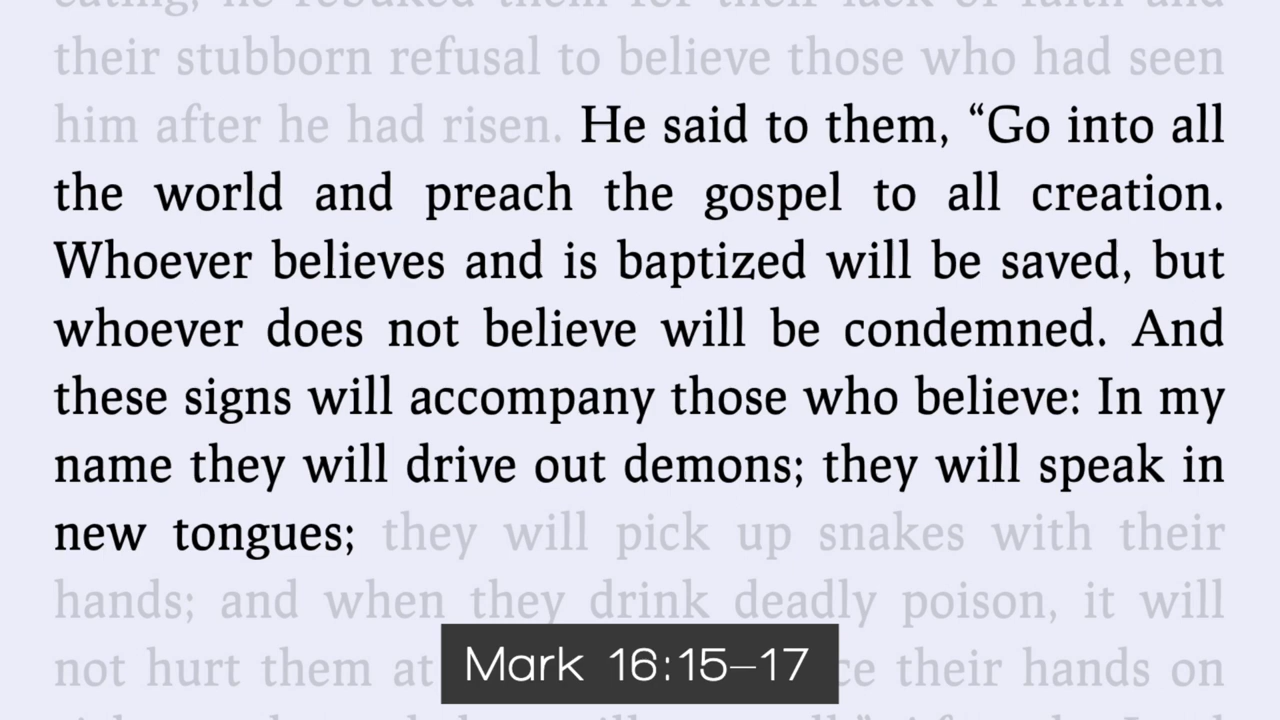 eating, he rebuked them for their lack of faith and
their stubborn refusal to believe those who had seen
him after he had risen. He said to them, “Go into all
the world and preach the gospel to all creation.
Whoever believes and is baptized will be saved, but
whoever does not believe will be condemned. And
these signs will accompany those who believe: In my
name they will drive out demons; they will speak in
new tongues; they will pick up snakes with their
hands; and when they drink deadly poison, it will
not hurt them at ce their hands on
Mark 16:15–17